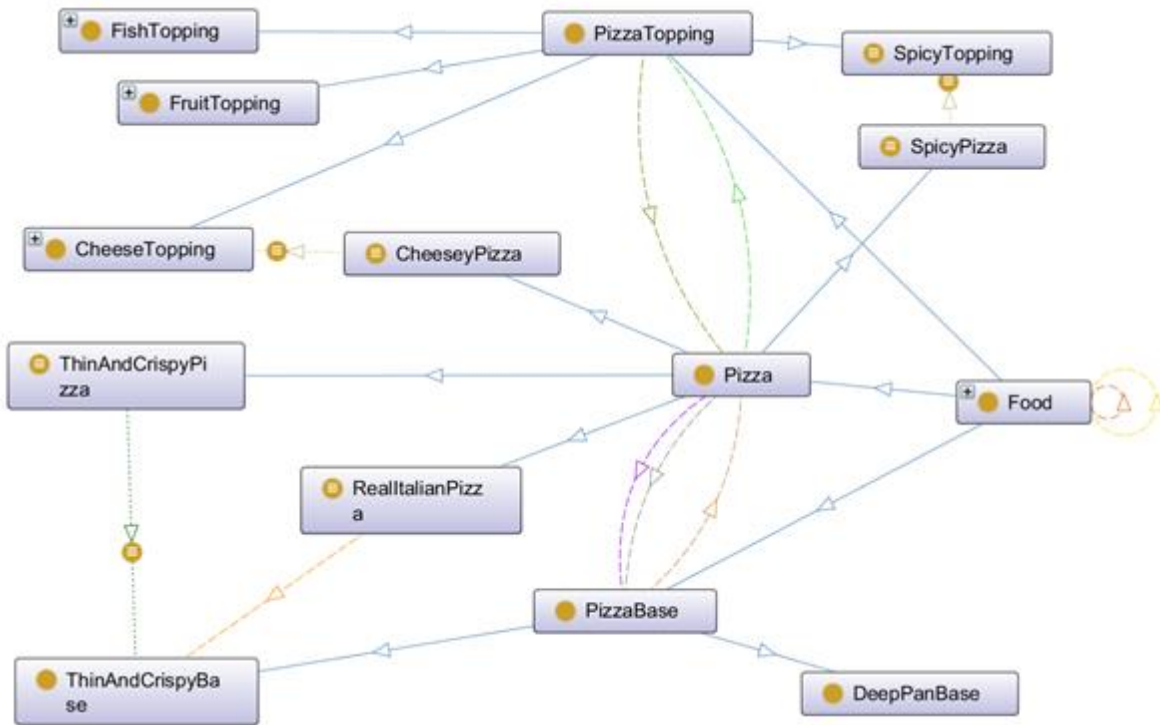 FishTopping
PizzaTopping
SpicyTopping
FruitTopping
SpicyPizza
CheeseTopping
CheeseyPizza
ThinAndCrispyPi
zza
Pizza
Food
RealItalianPizz
a
PizzaBase
ThinAndCrispyBa
se
DeepPanBase